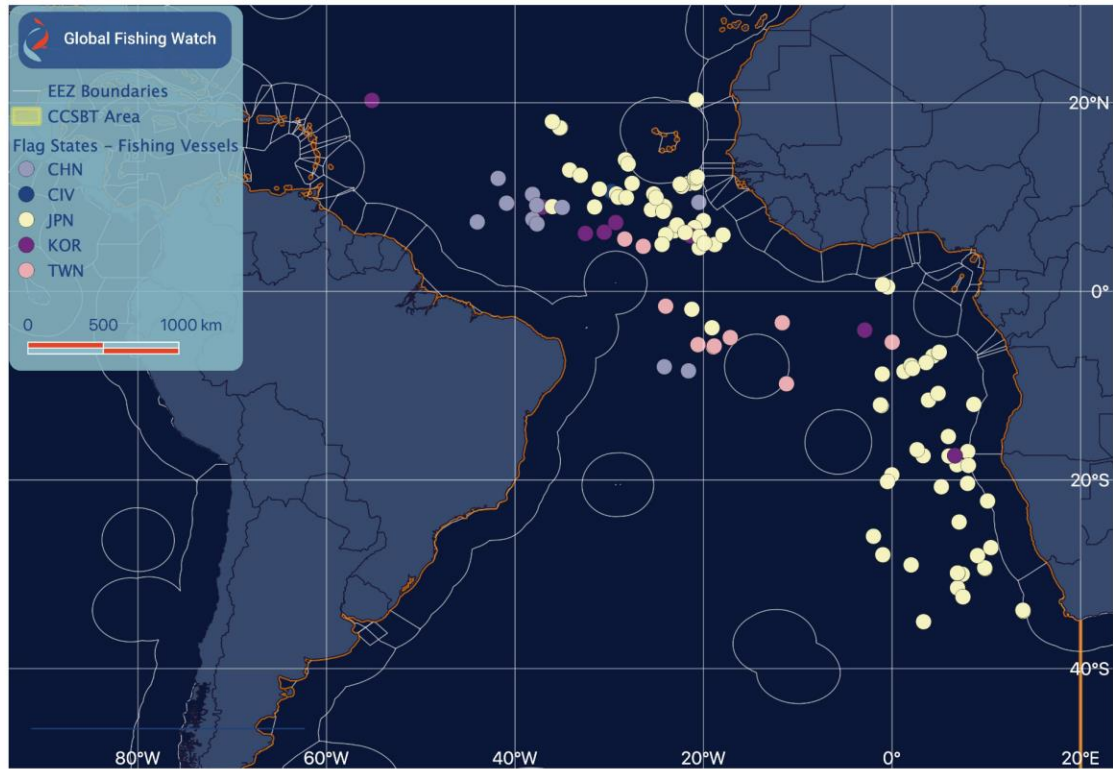 Global Fishing Watch
EEZ Boundaries
CCSBT Area
Flag States – Fishing Vessels
CHN
CIV
JPN
KOR
TWN
0 500 1000 km
20°N
0°
20°S
40°S
80°W 60°W 40°W 20°W 0° 20°E